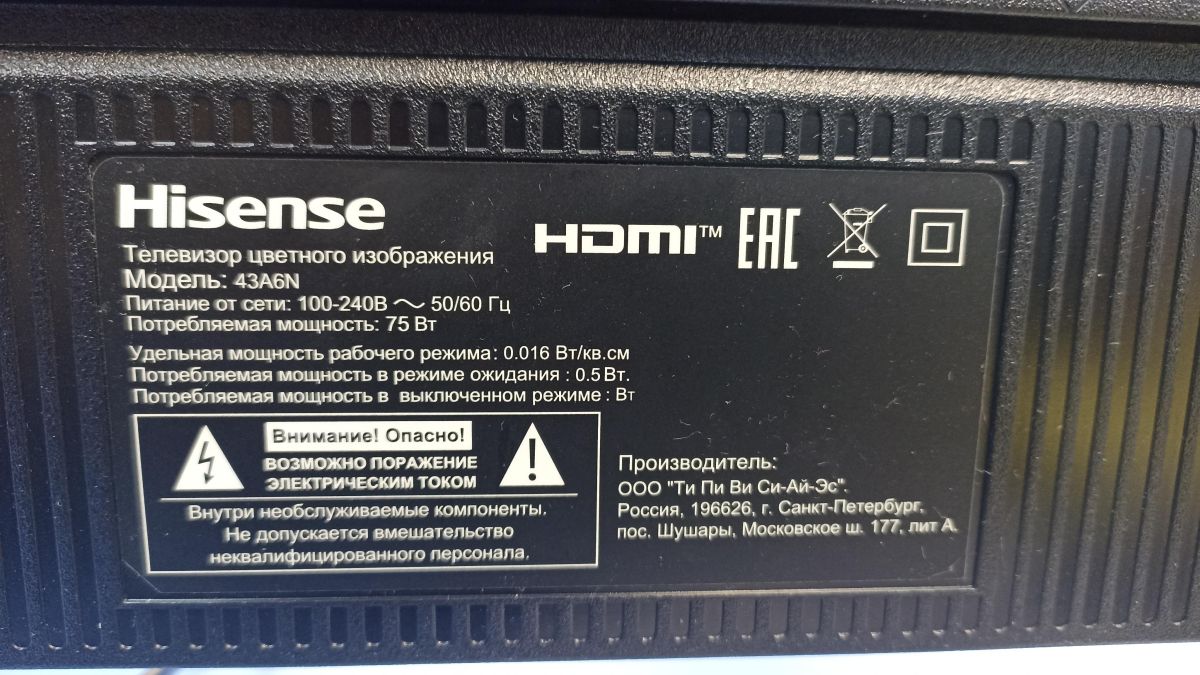 Hisense
HDMI™ EAC
Телевизор цветного изображения
Модель: 43A6N
Питание от сети: 100-240В ~ 50/60 Гц
Потребляемая мощность: 75 Вт
Удельная мощность рабочего режима: 0.016 Вт/кв.см
Потребляемая мощность в режиме ожидания : 0.5Вт.
Потребляемая мощность в выключенном режиме : Вт
Внимание! Опасно!
ВОЗМОЖНО ПОРАЖЕНИЕ
ЭЛЕКТРИЧЕСКИМ ТОКОМ
Внутри необслуживаемые компоненты.
Не допускается вмешательство
неквалифицированного персонала.
Производитель:
ООО "Ти Пи Ви Си-Ай-Эс".
Россия, 196626, г. Санкт-Петербург,
пос. Шушары, Московское ш. 177, лит А.